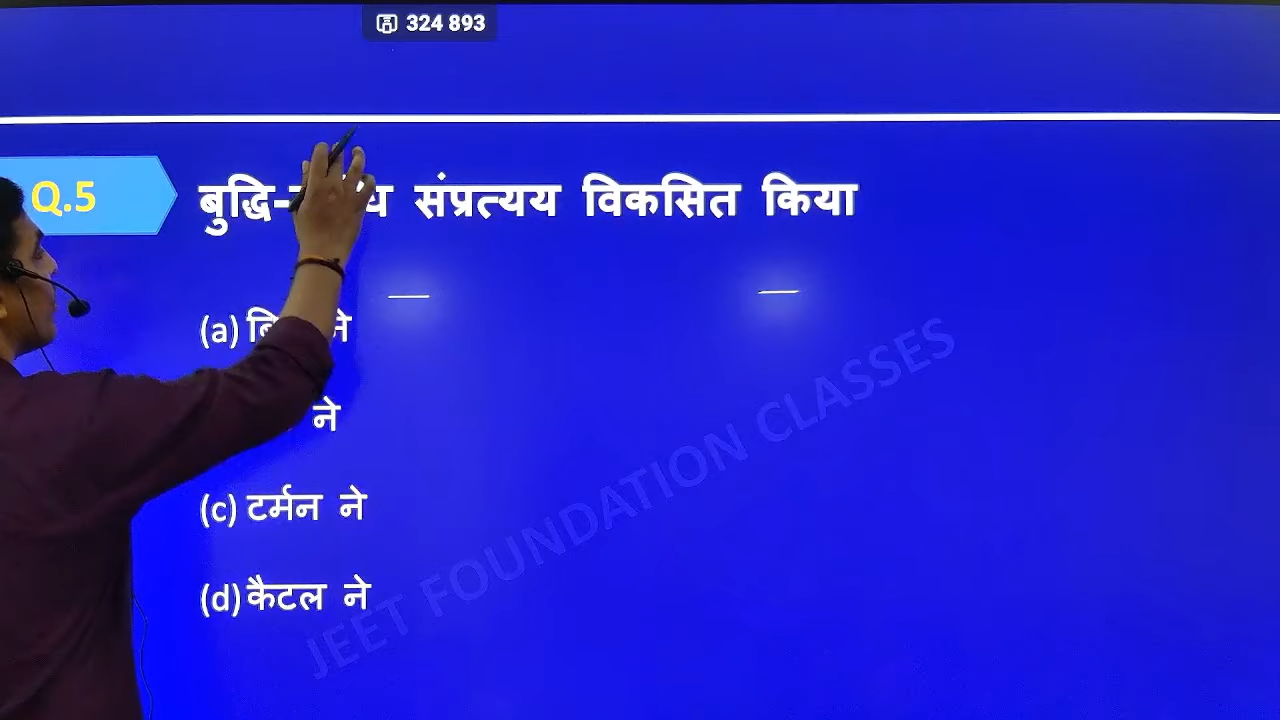 324 893
Q.5
संप्रत्यय विकसित किया
(a) ने
ने
(c) टर्मन ने
(d) कैटल ने
JEET FOUNDATION CLASSES